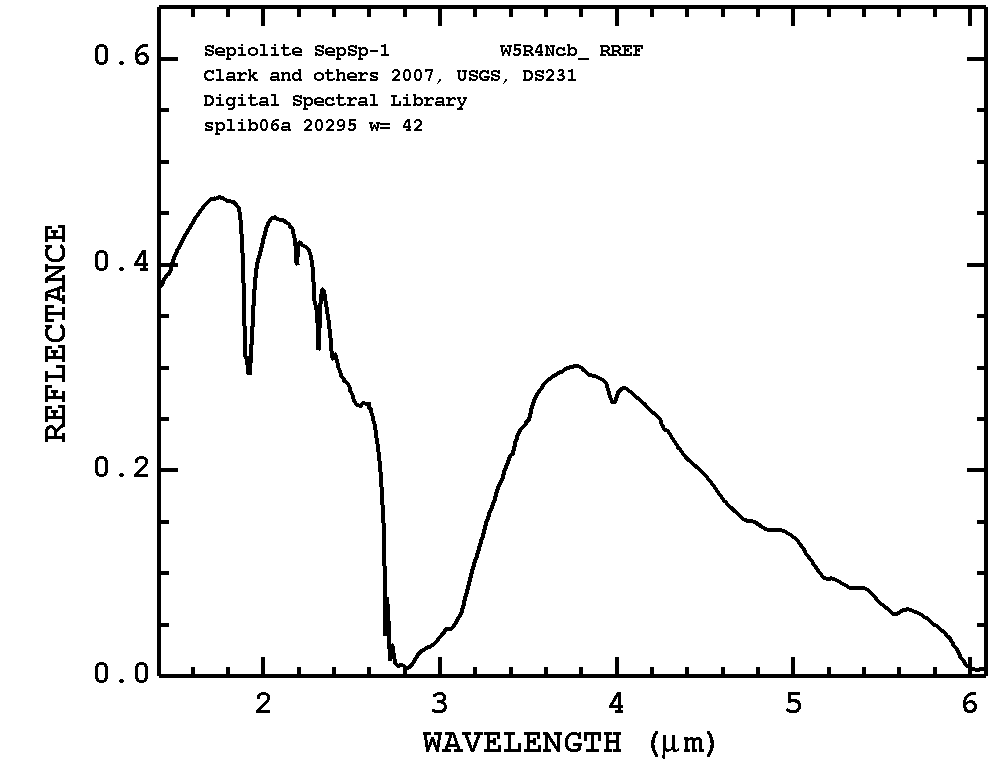 Sepiolite SepSp-1 W5R4Ncb_ RREF
Clark and others 2007, USGS, DS231
Digital Spectral Library
splib06a 20295 w= 42
0.6
0.4
0.2
0.0
REFLECTANCE
2 3 4 5 6
WAVELENGTH (μm)